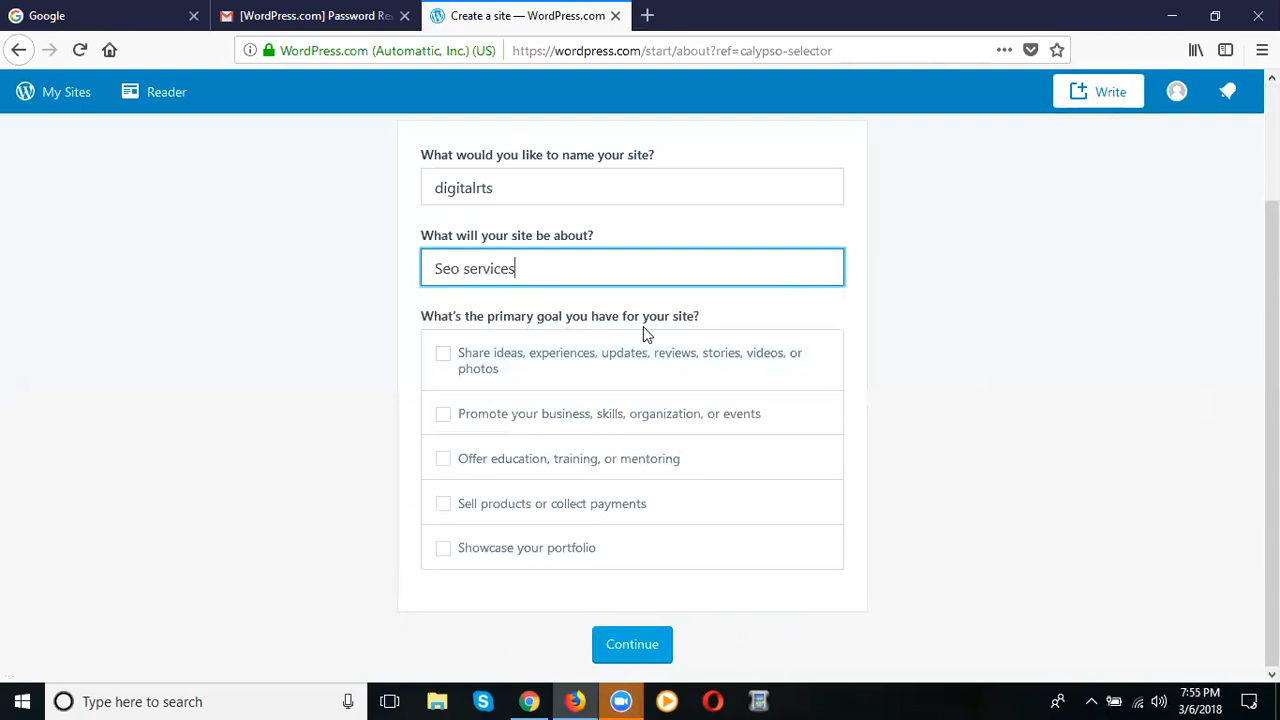 Google
[WordPress.com] Password Re
Create a site — WordPress.com
WordPress.com (Automattic, Inc.) (US)
https://wordpress.com/start/about?ref=calypso-selector
My Sites
Reader
Write
What would you like to name your site?
digitalrts
What will your site be about?
Seo services
What's the primary goal you have for your site?
Share ideas, experiences, updates, reviews, stories, videos, or
photos
Promote your business, skills, organization, or events
Offer education, training, or mentoring
Sell products or collect payments
Showcase your portfolio
Continue
Type here to search
7:55 PM
3/6/2018